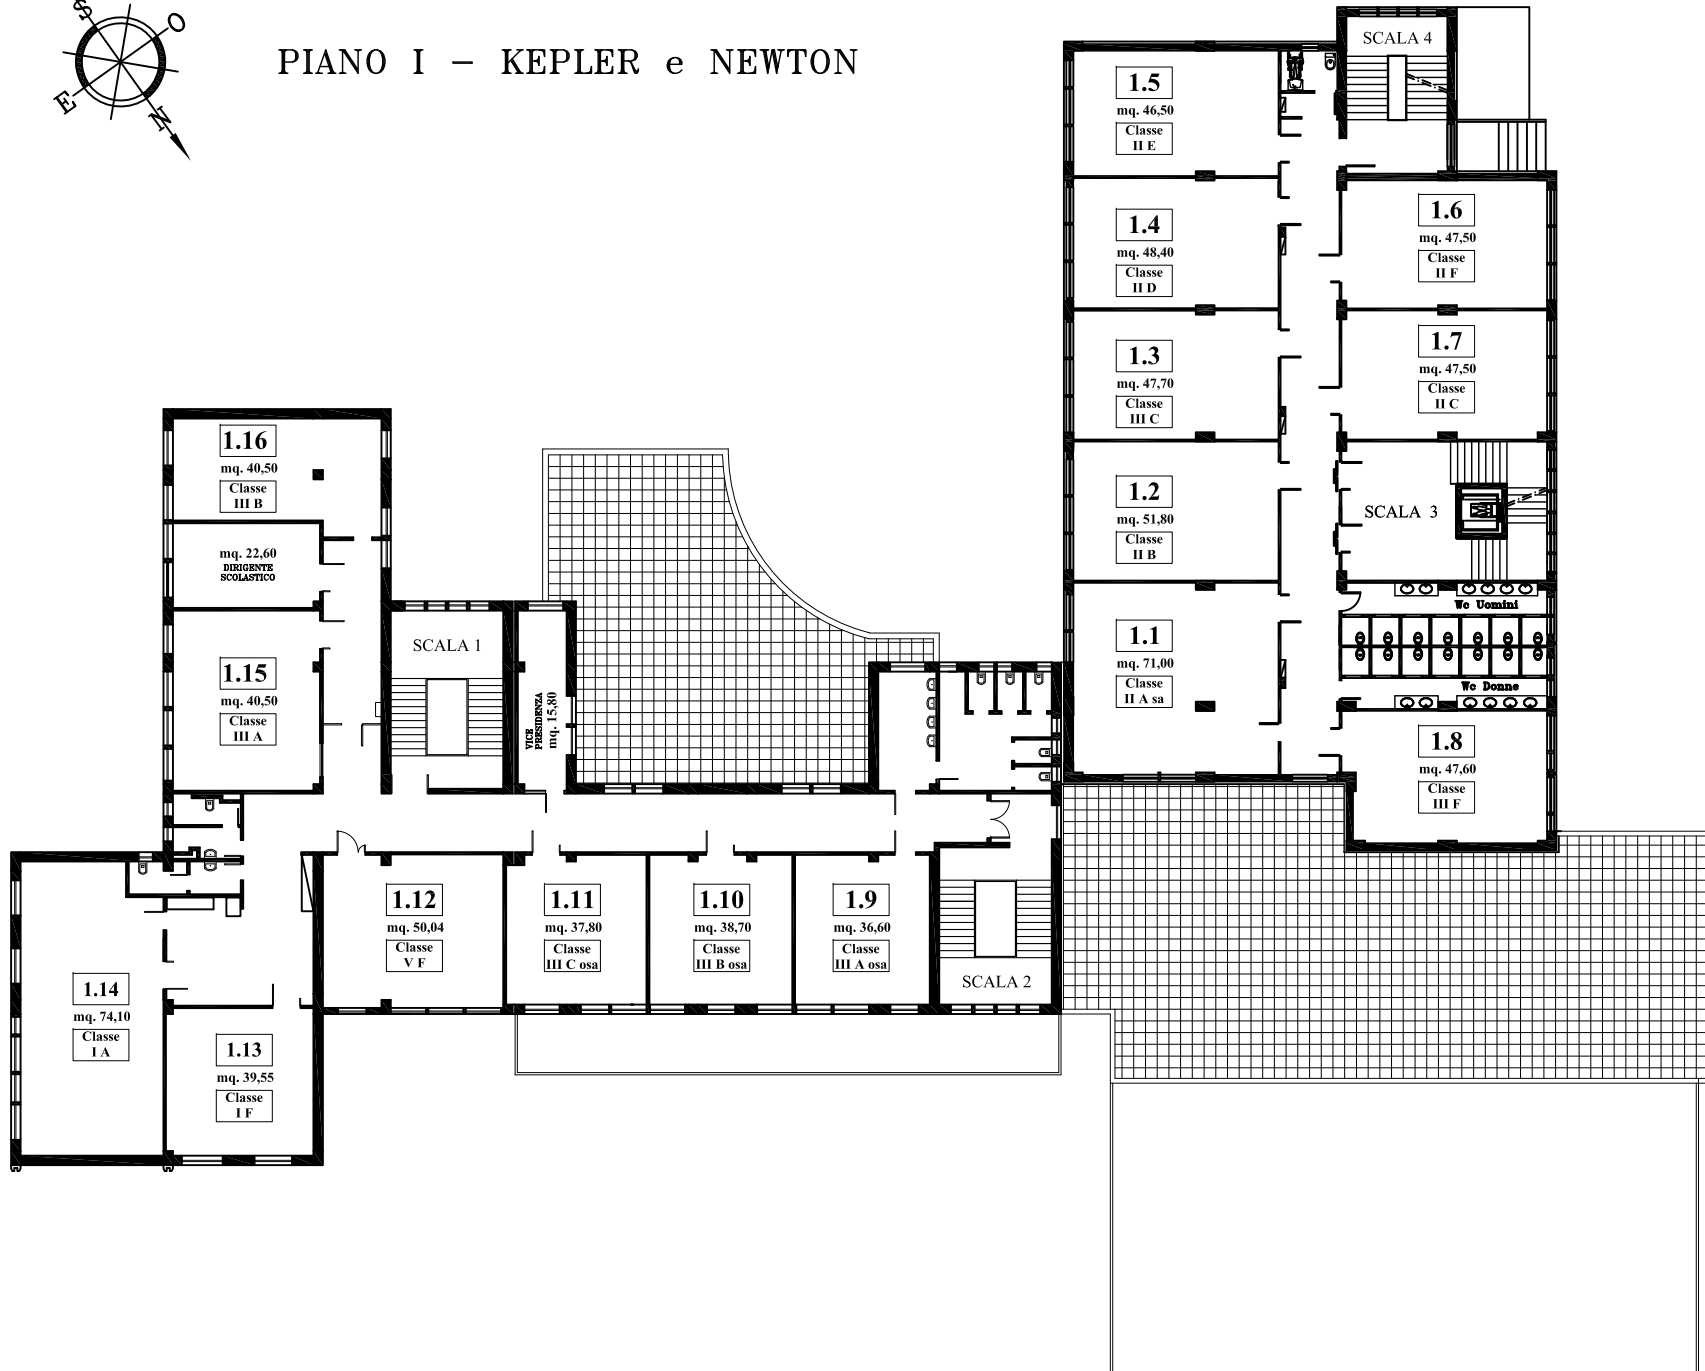 S
O
E
N
PIANO I - KEPLER e NEWTON
SCALA 4
1.5
mq. 46,50
Classe
II E
1.4
mq. 48,40
Classe
II D
1.6
mq. 47,50
Classe
II F
1.3
mq. 47,70
Classe
III C
1.7
mq. 47,50
Classe
II C
1.2
mq. 51,80
Classe
II B
SCALA 3
1.16
mq. 40,50
Classe
III B
mq. 22,60
DIRIGENTE
SCOLASTICO
1.15
mq. 40,50
Classe
III A
SCALA 1
VICE
PRESIDENZA
mq. 15,80
1.1
mq. 71,00
Classe
II A sa
Wc Uomini
Wc Donne
1.8
mq. 47,60
Classe
III F
1.12
mq. 50,04
Classe
V F
1.11
mq. 37,80
Classe
III C osa
1.10
mq. 38,70
Classe
III B osa
1.9
mq. 36,60
Classe
III A osa
SCALA 2
1.14
mq. 74,10
Classe
I A
1.13
mq. 39,55
Classe
I F